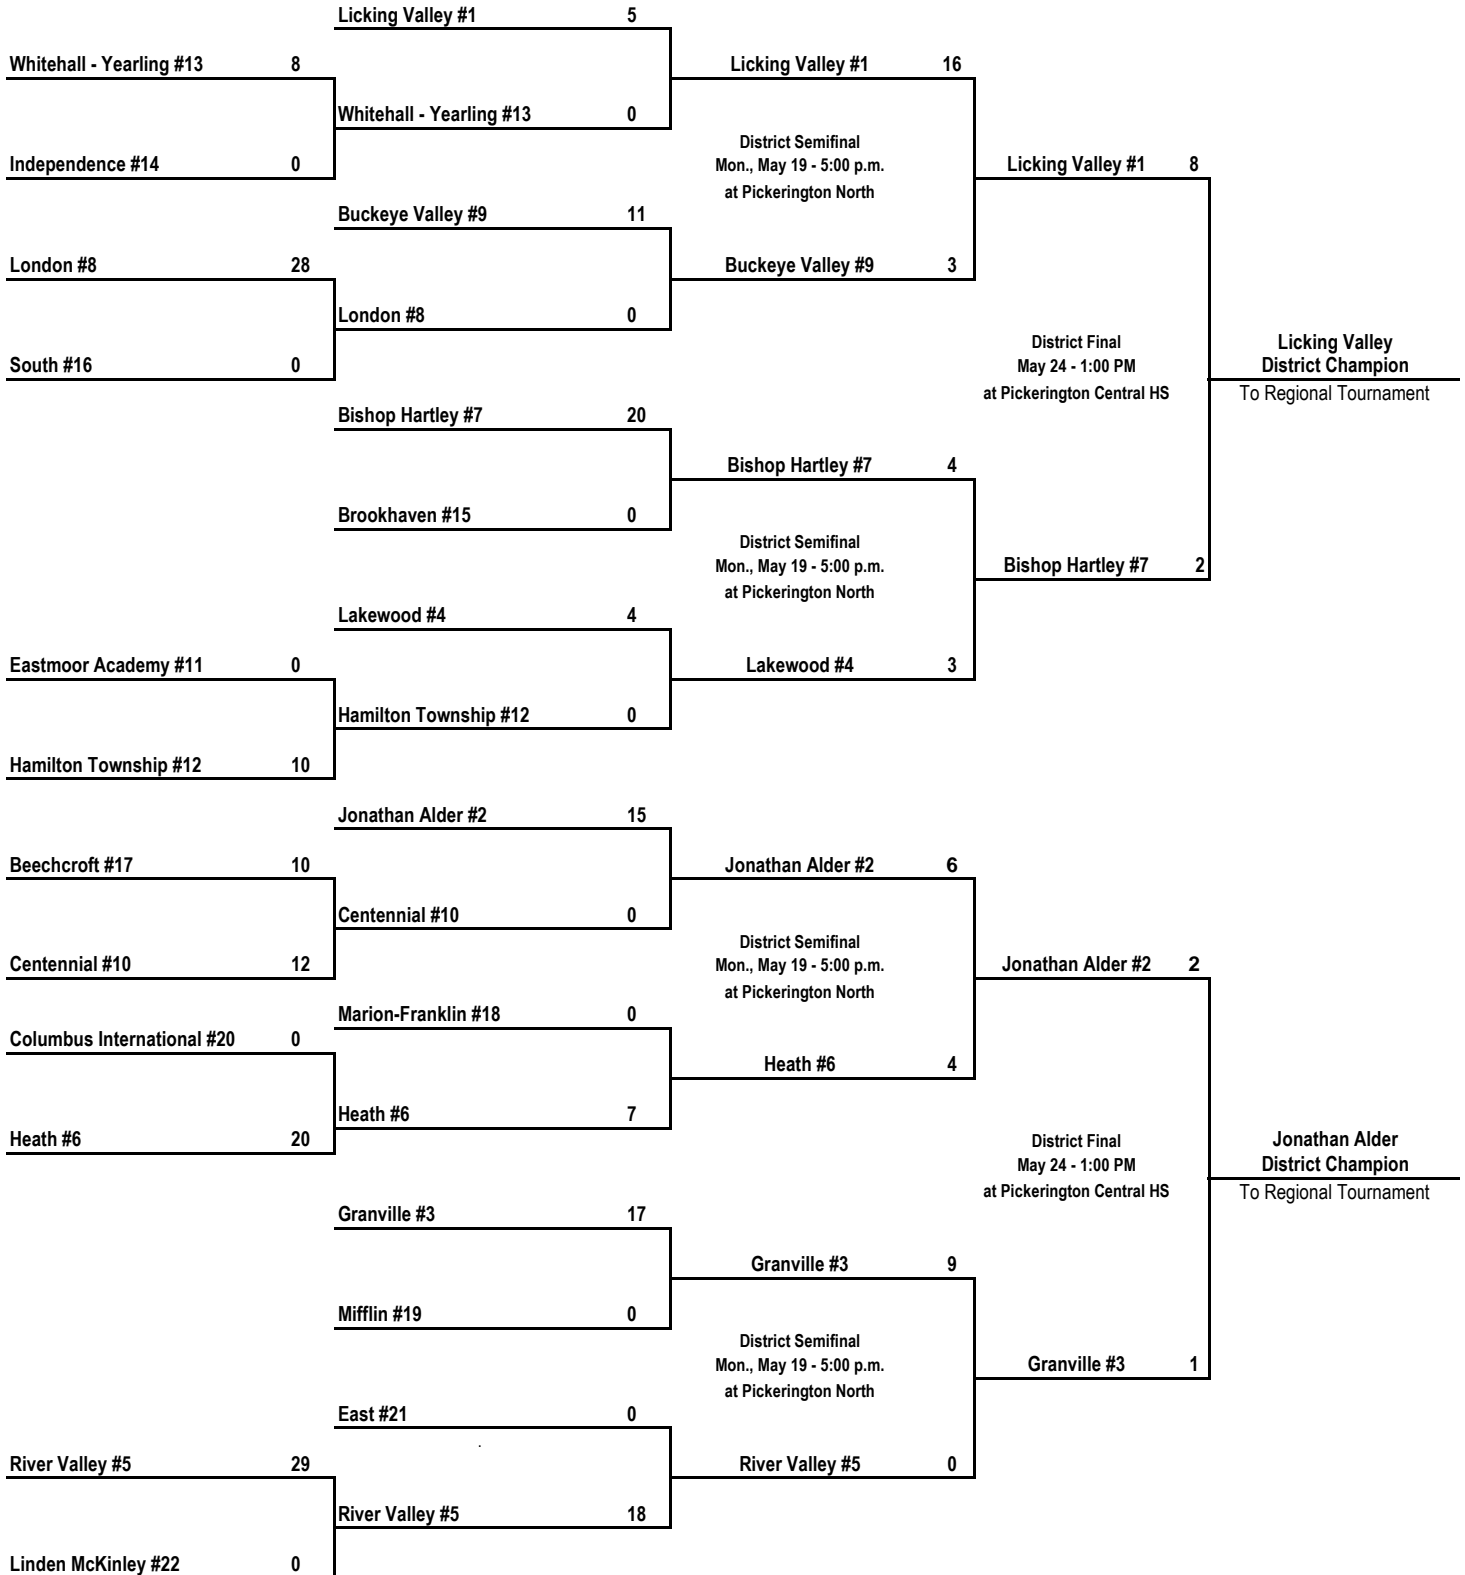 Licking Valley #1 5
Whitehall - Yearling #13 8 Licking Valley #1 16
Whitehall - Yearling #13 0
District Semifinal
Independence #14 0 Mon., May 19 - 5:00 p.m. Licking Valley #1 8
at Pickerington North
Buckeye Valley #9 11
London #8 28 Buckeye Valley #9 3
London #8 0
District Final Licking Valley
South #16 0 May 24 - 1:00 PM District Champion
at Pickerington Central HS To Regional Tournament
Bishop Hartley #7 20
Bishop Hartley #7 4
Brookhaven #15 0
District Semifinal
Mon., May 19 - 5:00 p.m. Bishop Hartley #7 2
at Pickerington North
Lakewood #4 4
Eastmoor Academy #11 0 Lakewood #4 3
Hamilton Township #12 0
Hamilton Township #12 10
Jonathan Alder #2 15
Beechcroft #17 10 Jonathan Alder #2 6
Centennial #10 0
District Semifinal
Centennial #10 12 Mon., May 19 - 5:00 p.m. Jonathan Alder #2 2
at Pickerington North
Marion-Franklin #18 0
Columbus International #20 0
Heath #6 4
Heath #6 7
Heath #6 20 District Final Jonathan Alder
May 24 - 1:00 PM District Champion
at Pickerington Central HS To Regional Tournament
Granville #3 17
Granville #3 9
Mifflin #19 0
District Semifinal
Mon., May 19 - 5:00 p.m. Granville #3 1
at Pickerington North
East #21 0
.
River Valley #5 29 River Valley #5 0
River Valley #5 18
Linden McKinley #22 0